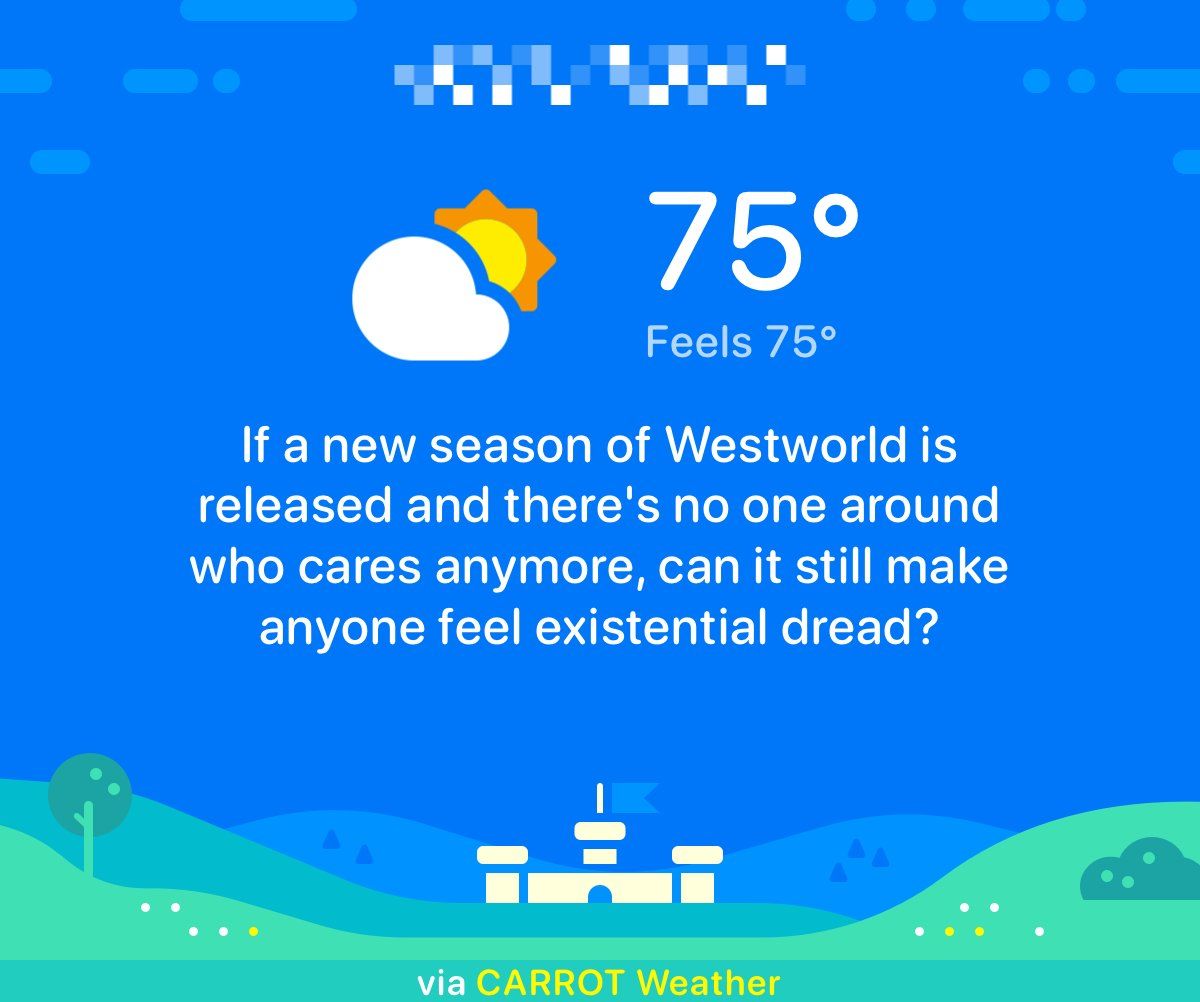 75°
Feels 75°
If a new season of Westworld is
released and there's no one around
who cares anymore, can it still make
anyone feel existential dread?
via CARROT Weather